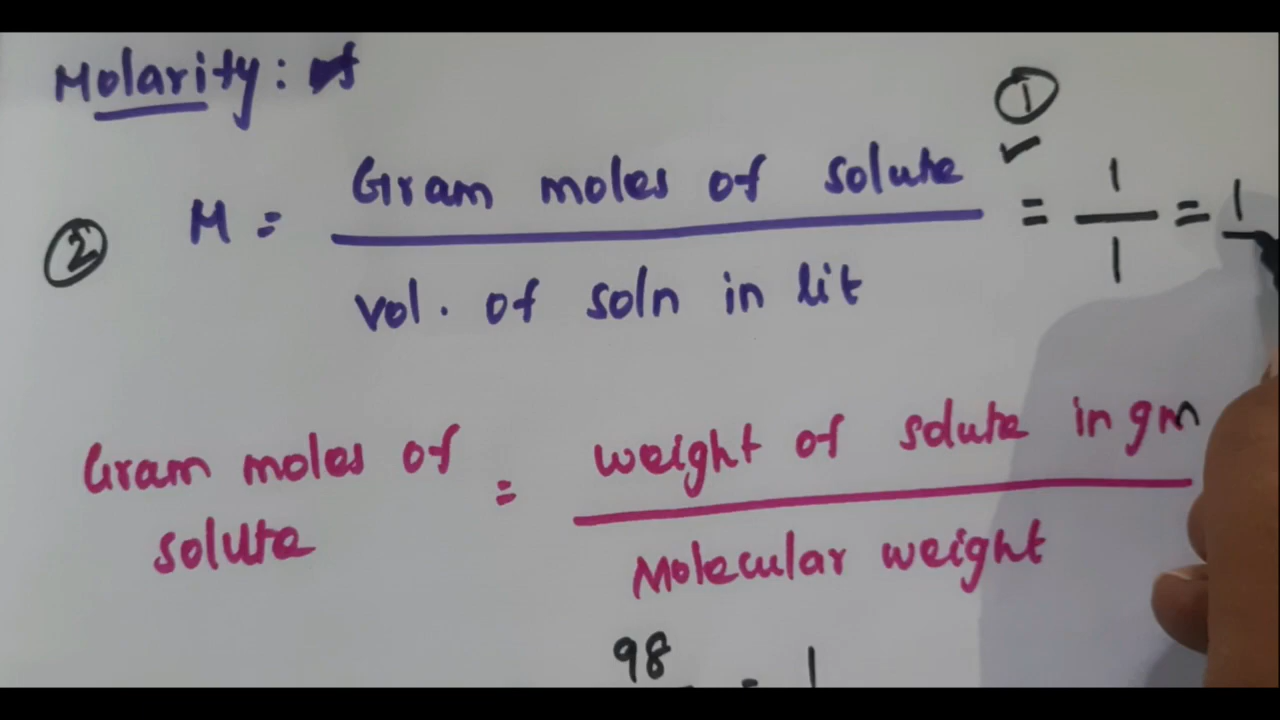 Molarity:
①
② M = Gram moles of solute = 1 = 1
vol. of soln in lit 1
Gram moles of = weight of solute in gm
solute Molecular weight
98 = 1